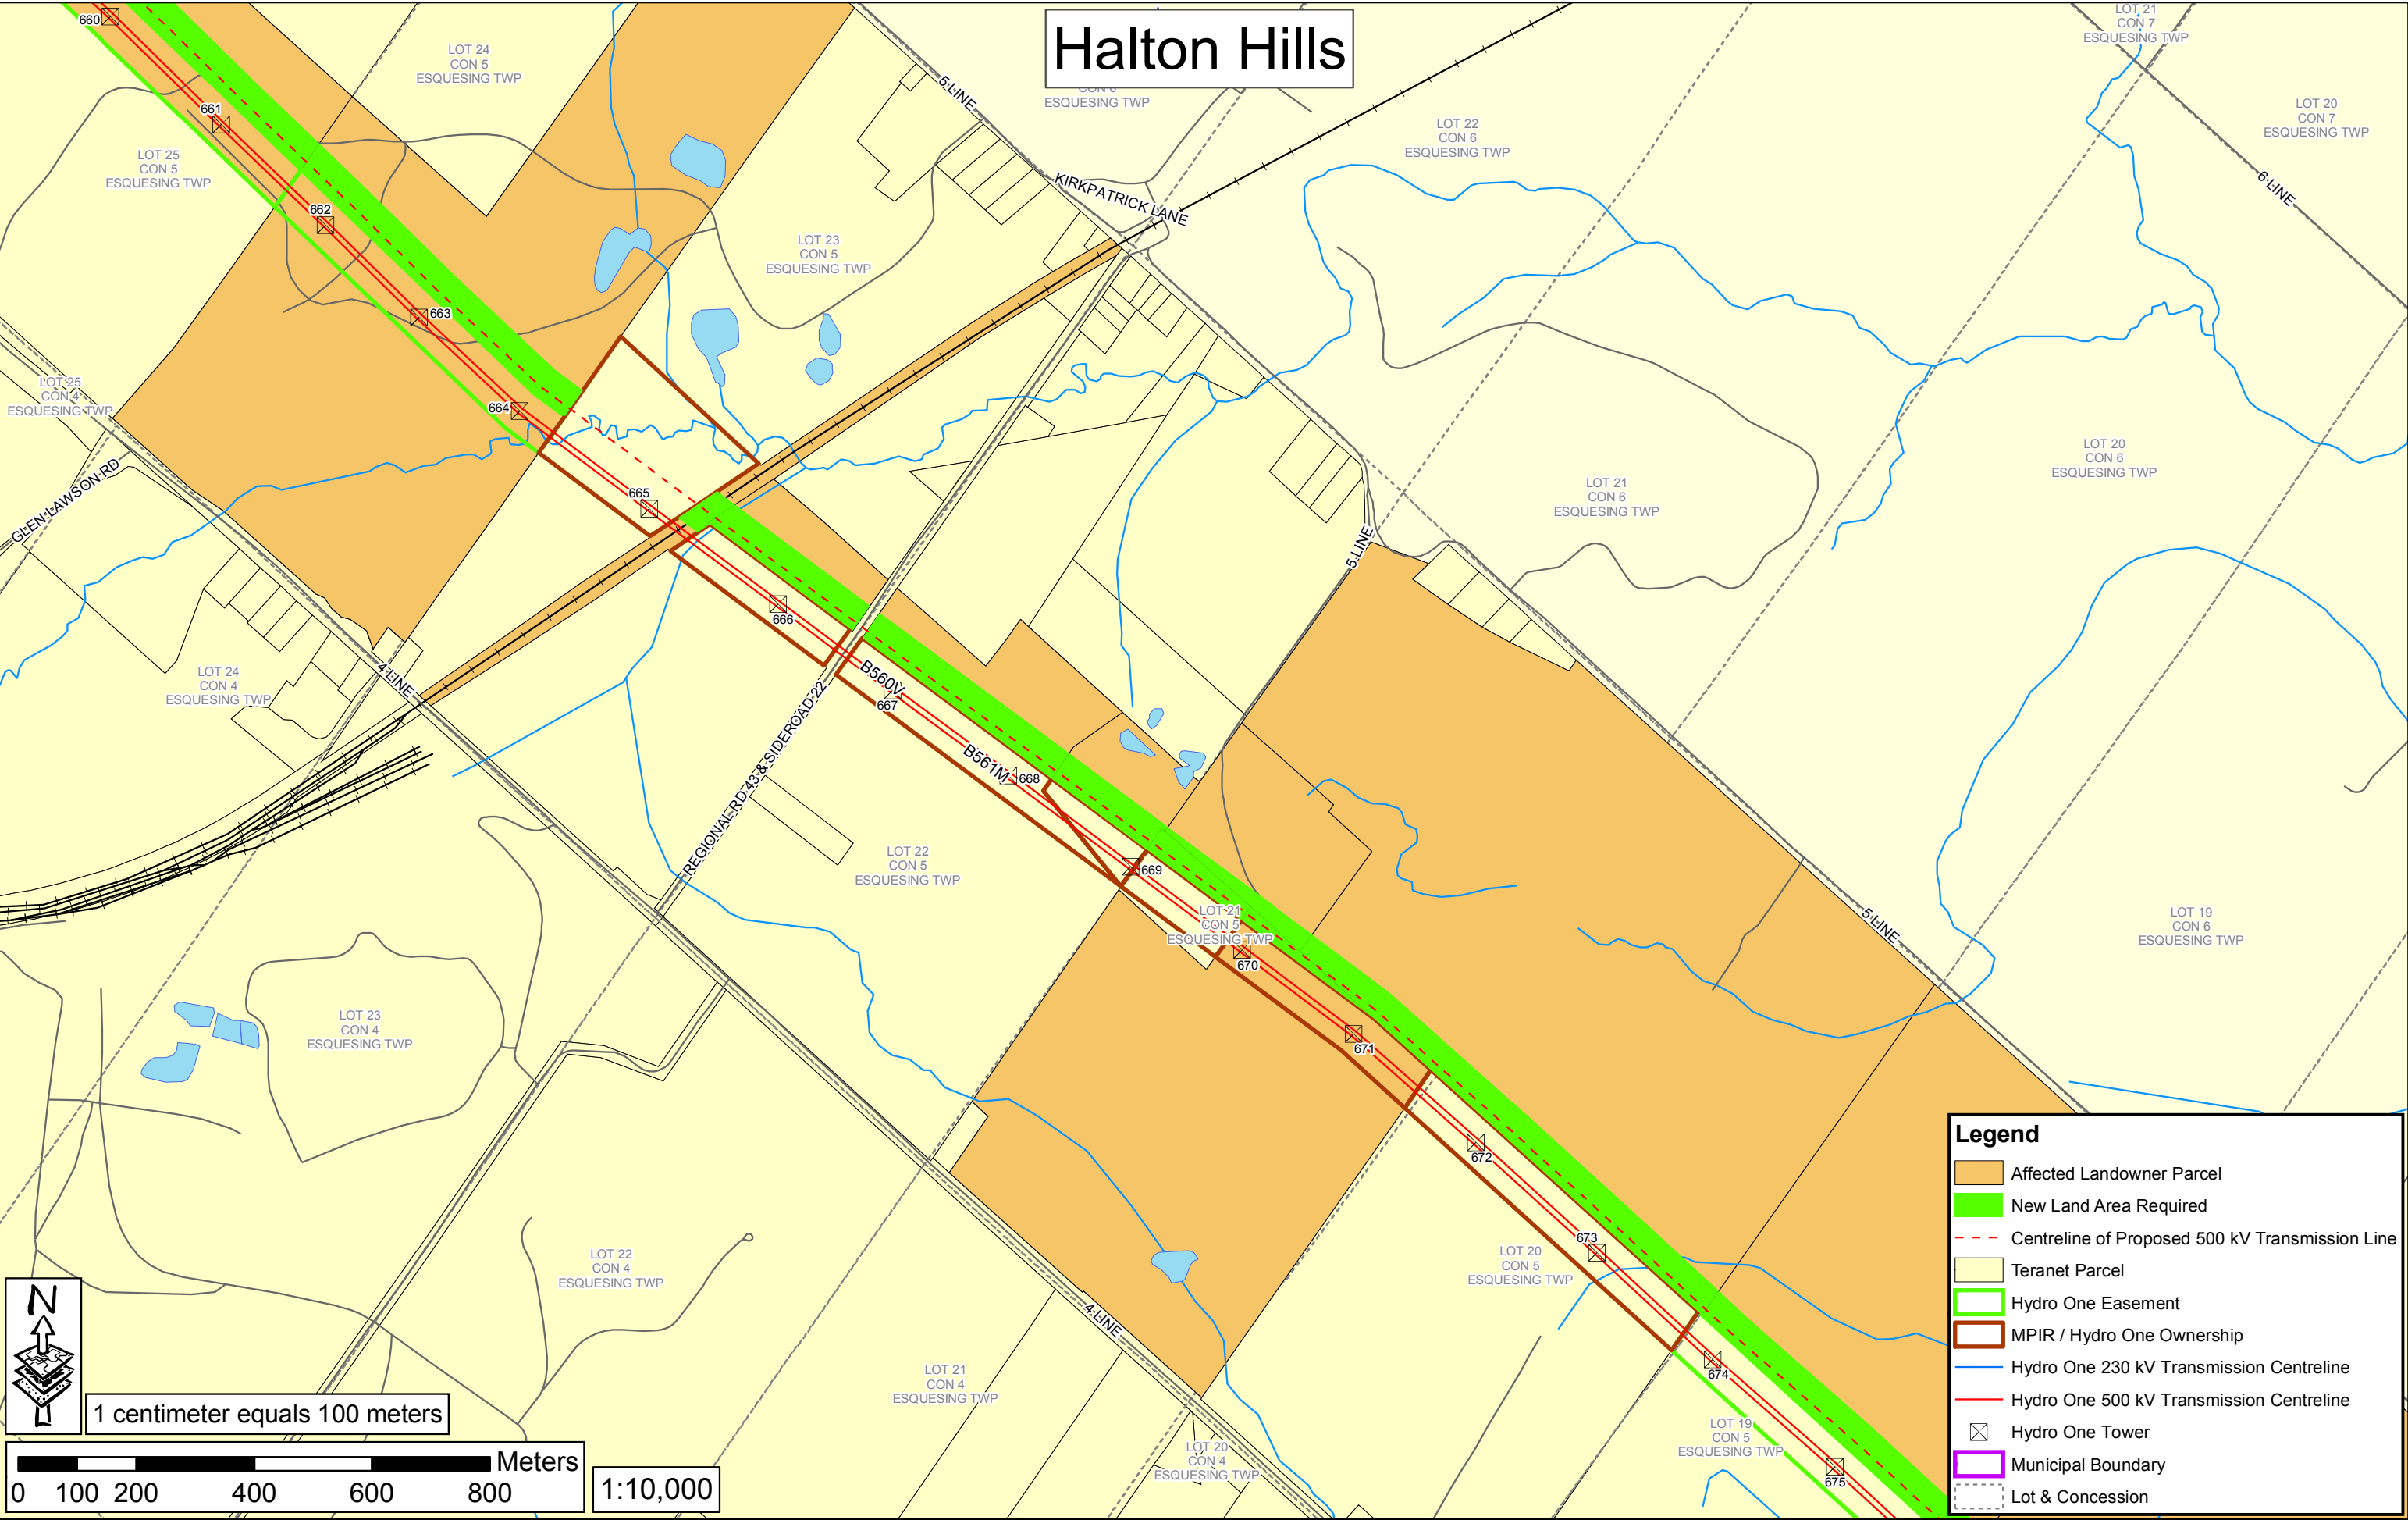 Halton Hills
660
LOT 24
CON 5
ESQUESING TWP
5 LINE
ESQUESING TWP
LOT 22
CON 6
ESQUESING TWP
LOT 21
CON 7
ESQUESING TWP
LOT 20
CON 7
ESQUESING TWP
661
LOT 25
CON 5
ESQUESING TWP
662
KIRKPATRICK LANE
6 LINE
LOT 23
CON 5
ESQUESING TWP
663
LOT 25
CON 4
ESQUESING TWP
664
GLEN LAWSON RD
665
LOT 21
CON 6
ESQUESING TWP
LOT 20
CON 6
ESQUESING TWP
5 LINE
666
LOT 24
CON 4
ESQUESING TWP
4 LINE
B560V
667
REGIONAL RD 43 & SIDEROAD 22
B561M
668
LOT 22
CON 5
ESQUESING TWP
669
LOT 21
CON 5
ESQUESING TWP
670
5 LINE
LOT 19
CON 6
ESQUESING TWP
LOT 23
CON 4
ESQUESING TWP
671
672
673
LOT 20
CON 5
ESQUESING TWP
LOT 22
CON 4
ESQUESING TWP
4 LINE
LOT 21
CON 4
ESQUESING TWP
674
LOT 19
CON 5
ESQUESING TWP
LOT 20
CON 4
ESQUESING TWP
675
N
1 centimeter equals 100 meters
Meters
0 100 200 400 600 800
1:10,000
Legend
Affected Landowner Parcel
New Land Area Required
Centreline of Proposed 500 kV Transmission Line
Teranet Parcel
Hydro One Easement
MPIR / Hydro One Ownership
Hydro One 230 kV Transmission Centreline
Hydro One 500 kV Transmission Centreline
Hydro One Tower
Municipal Boundary
Lot & Concession